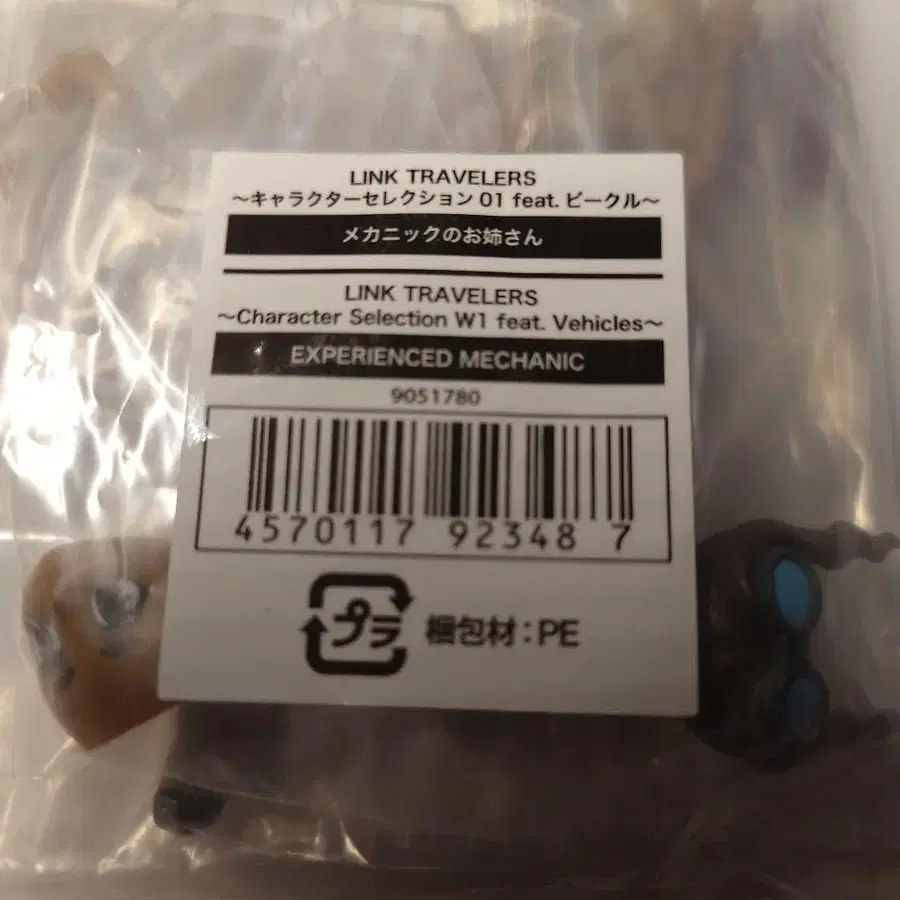 LINK TRAVELERS
〜キャラクターセレクション 01 feat. ビークル〜
メカニックのお姉さん
LINK TRAVELERS
〜Character Selection W1 feat. Vehicles〜
EXPERIENCED MECHANIC
9051780
4570117 92348 7
プラ 梱包材：PE